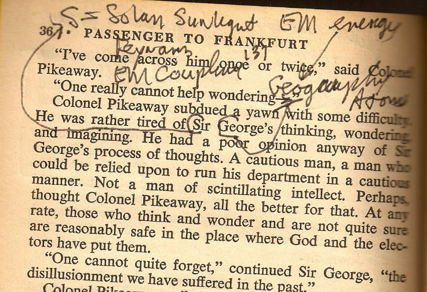 S = Solar Sunlight EM energy
36 PASSENGER TO FRANKFURT
"I've come across him once or twice," said Colonel
Pikeaway. EM
"One really cannot help wondering
Colonel Pikeaway subdued a yawn with some difficulty.
He was rather tired of Sir George's thinking, wondering,
and imagining. He had a poor opinion anyway of Sir
George's process of thoughts. A cautious man, a man who
could be relied upon to run his department in a cautious
manner. Not a man of scintillating intellect. Perhaps,
thought Colonel Pikeaway, all the better for that. At any
rate, those who think and wonder and are not quite sure
are reasonably safe in the place where God and the elec-
tors have put them.
"One cannot quite forget," continued Sir George, "the
disillusionment we have suffered in the past."